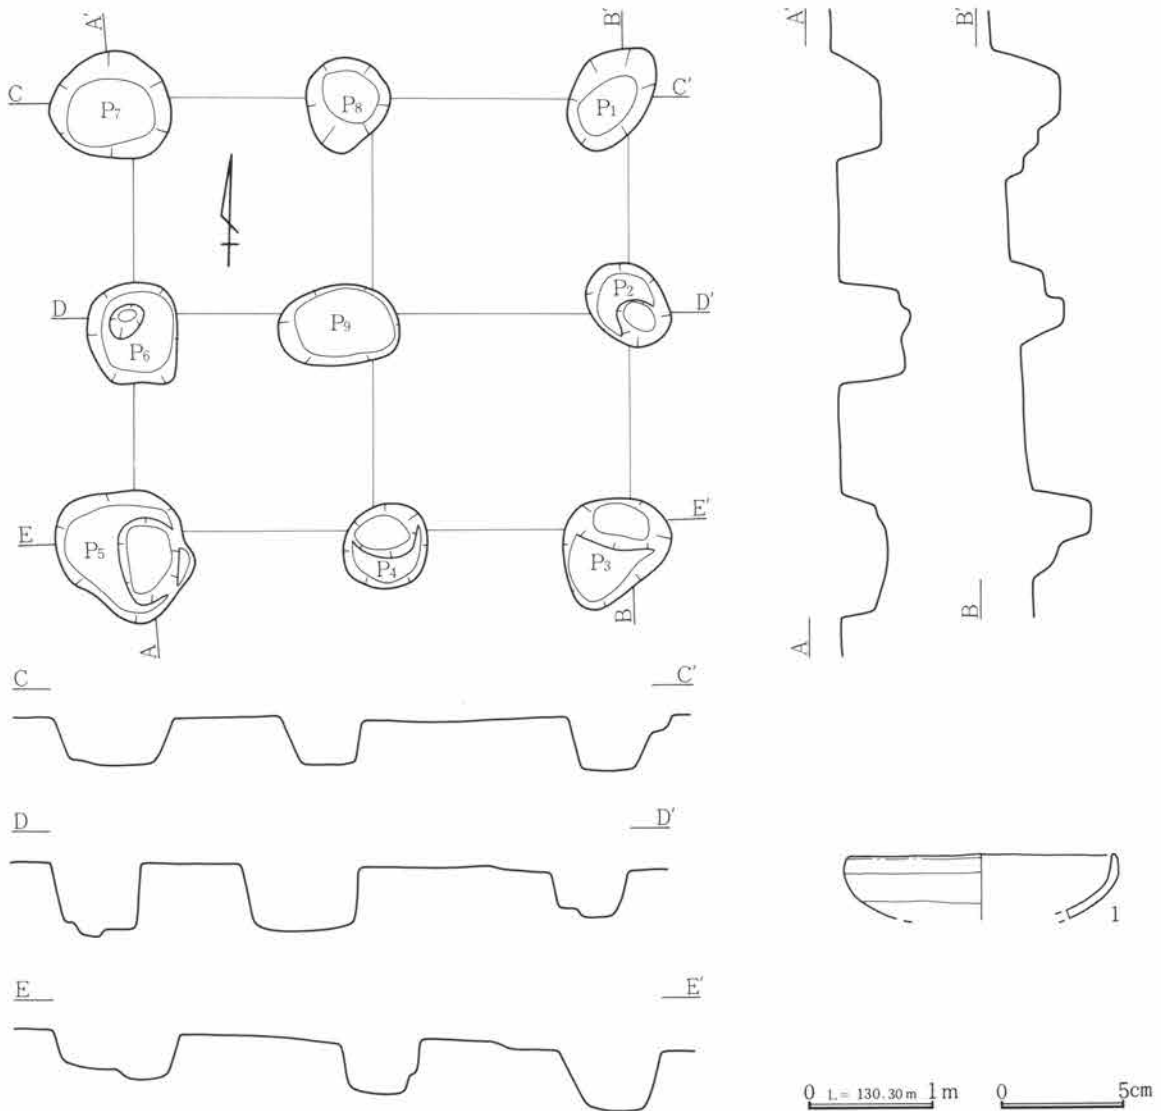 A' B' A' B'
C P7 P8 P1 C'
D P6 P9 P2 D'
E P5 P4 P3 E'
A B A B
C C'
D D'
1
E E'
0 L= 130.30m 1m 0 5cm